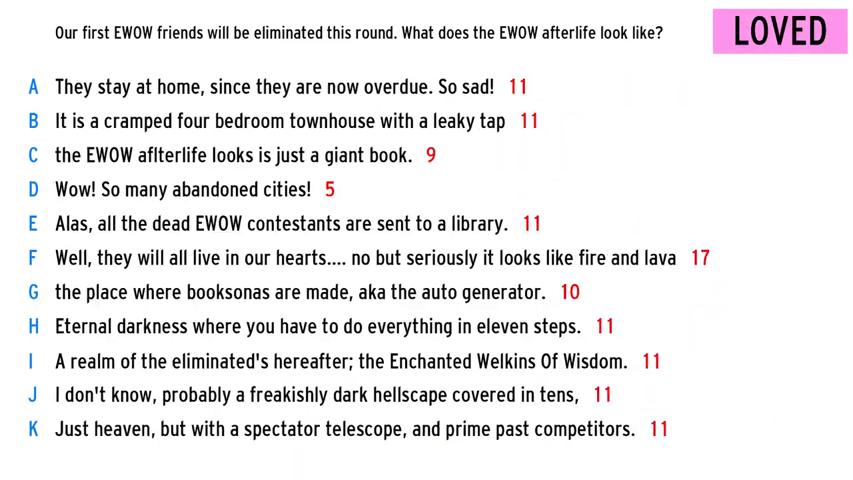 Our first EWOW friends will be eliminated this round. What does the EWOW afterlife look like?
LOVED
A They stay at home, since they are now overdue. So sad! 11
B It is a cramped four bedroom townhouse with a leaky tap 11
C the EWOW aflterlife looks is just a giant book. 9
D Wow! So many abandoned cities! 5
E Alas, all the dead EWOW contestants are sent to a library. 11
F Well, they will all live in our hearts.... no but seriously it looks like fire and lava 17
G the place where booksonas are made, aka the auto generator. 10
H Eternal darkness where you have to do everything in eleven steps. 11
I A realm of the eliminated's hereafter; the Enchanted Welkins Of Wisdom. 11
J I don't know, probably a freakishly dark hellscape covered in tens, 11
K Just heaven, but with a spectator telescope, and prime past competitors. 11